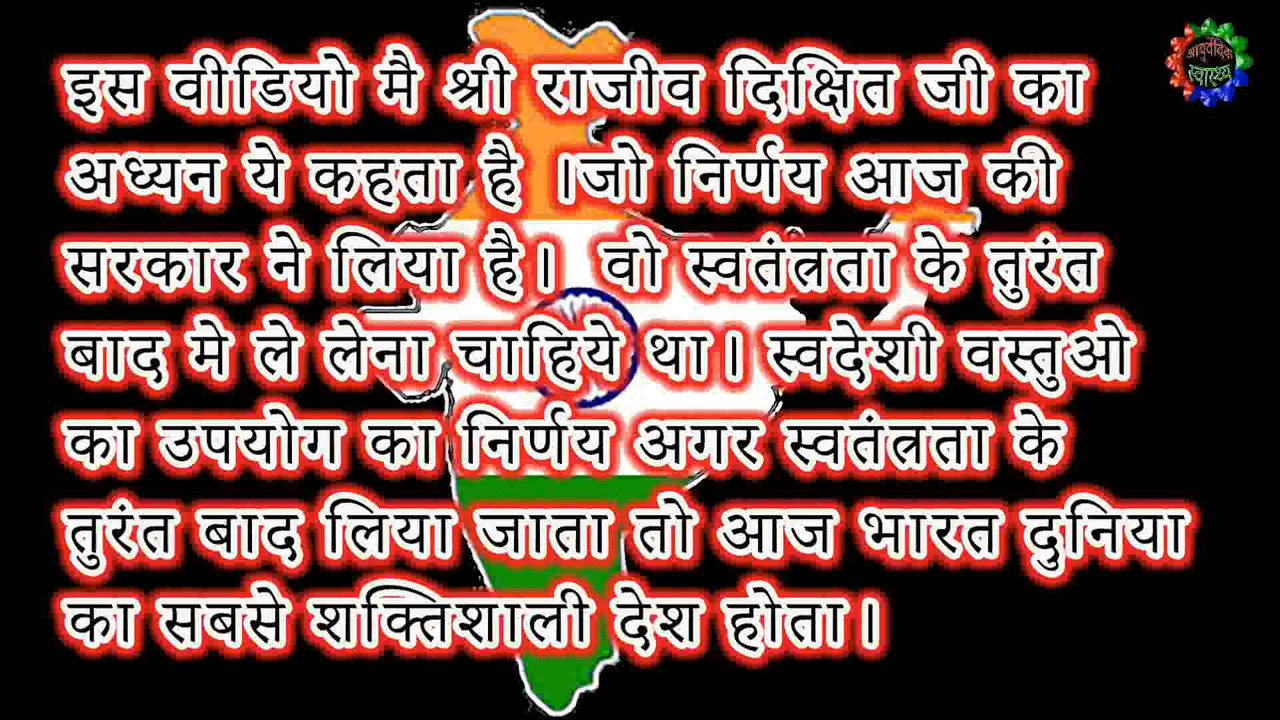 इस वीडियो मै श्री राजीव दिक्षित जी का
अध्यन ये कहता है ।जो निर्णय आज की
सरकार ने लिया है। वो स्वतंत्रता के तुरंत
बाद मे ले लेना चाहिये था। स्वदेशी वस्तुओ
का उपयोग का निर्णय अगर स्वतंत्रता के
तुरंत बाद लिया जाता तो आज भारत दुनिया
का सबसे शक्तिशाली देश होता।
आयुर्वेदिक
स्वास्थ्य